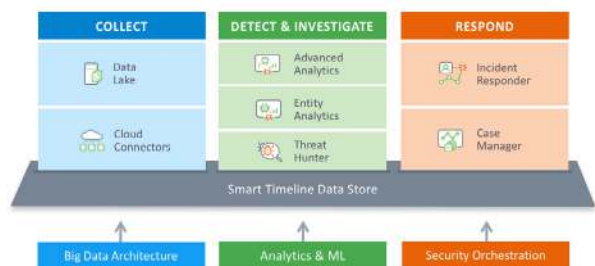 COLLECT
Data
Lake
Cloud
Connectors
DETECT & INVESTIGATE
Advanced
Analytics
Entity
Analytics
Threat
Hunter
RESPOND
Incident
Responder
Case
Manager
Smart Timeline Data Store
Big Data Architecture
Analytics & ML
Security Orchestration